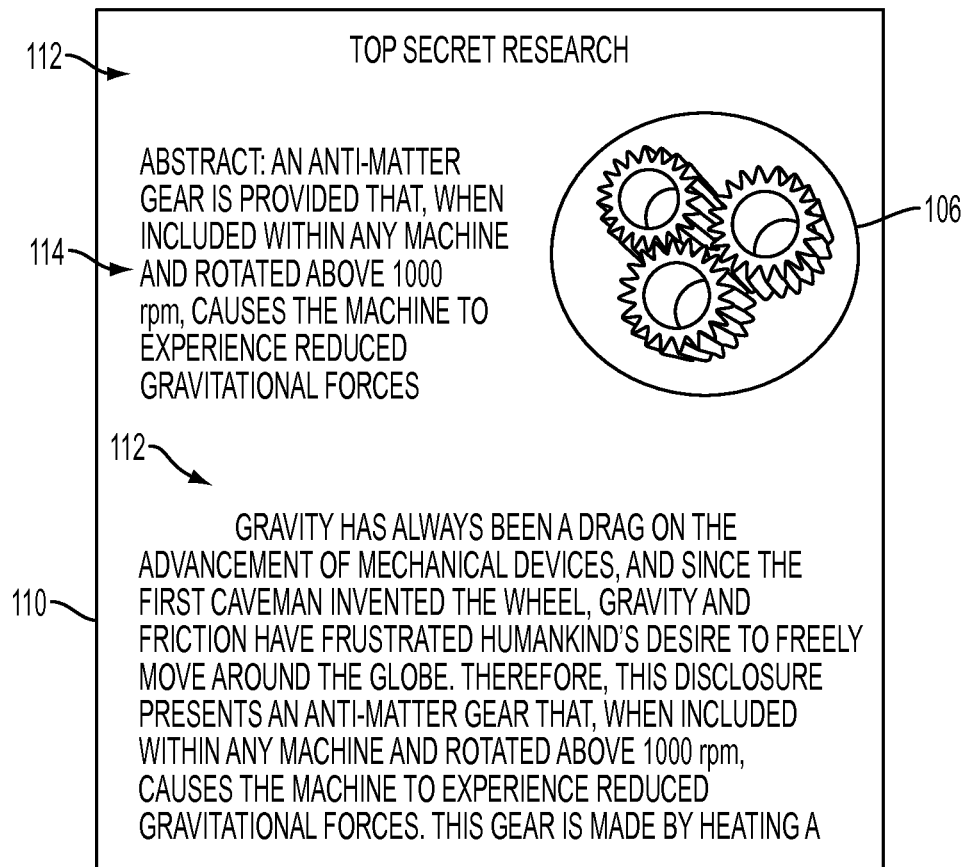 112
TOP SECRET RESEARCH
ABSTRACT: AN ANTI-MATTER
GEAR IS PROVIDED THAT, WHEN
INCLUDED WITHIN ANY MACHINE
AND ROTATED ABOVE 1000
rpm, CAUSES THE MACHINE TO
EXPERIENCE REDUCED
GRAVITATIONAL FORCES
106
114
112
GRAVITY HAS ALWAYS BEEN A DRAG ON THE
ADVANCEMENT OF MECHANICAL DEVICES, AND SINCE THE
FIRST CAVEMAN INVENTED THE WHEEL, GRAVITY AND
FRICTION HAVE FRUSTRATED HUMANKIND'S DESIRE TO FREELY
MOVE AROUND THE GLOBE. THEREFORE, THIS DISCLOSURE
PRESENTS AN ANTI-MATTER GEAR THAT, WHEN INCLUDED
WITHIN ANY MACHINE AND ROTATED ABOVE 1000 rpm,
CAUSES THE MACHINE TO EXPERIENCE REDUCED
GRAVITATIONAL FORCES. THIS GEAR IS MADE BY HEATING A
110